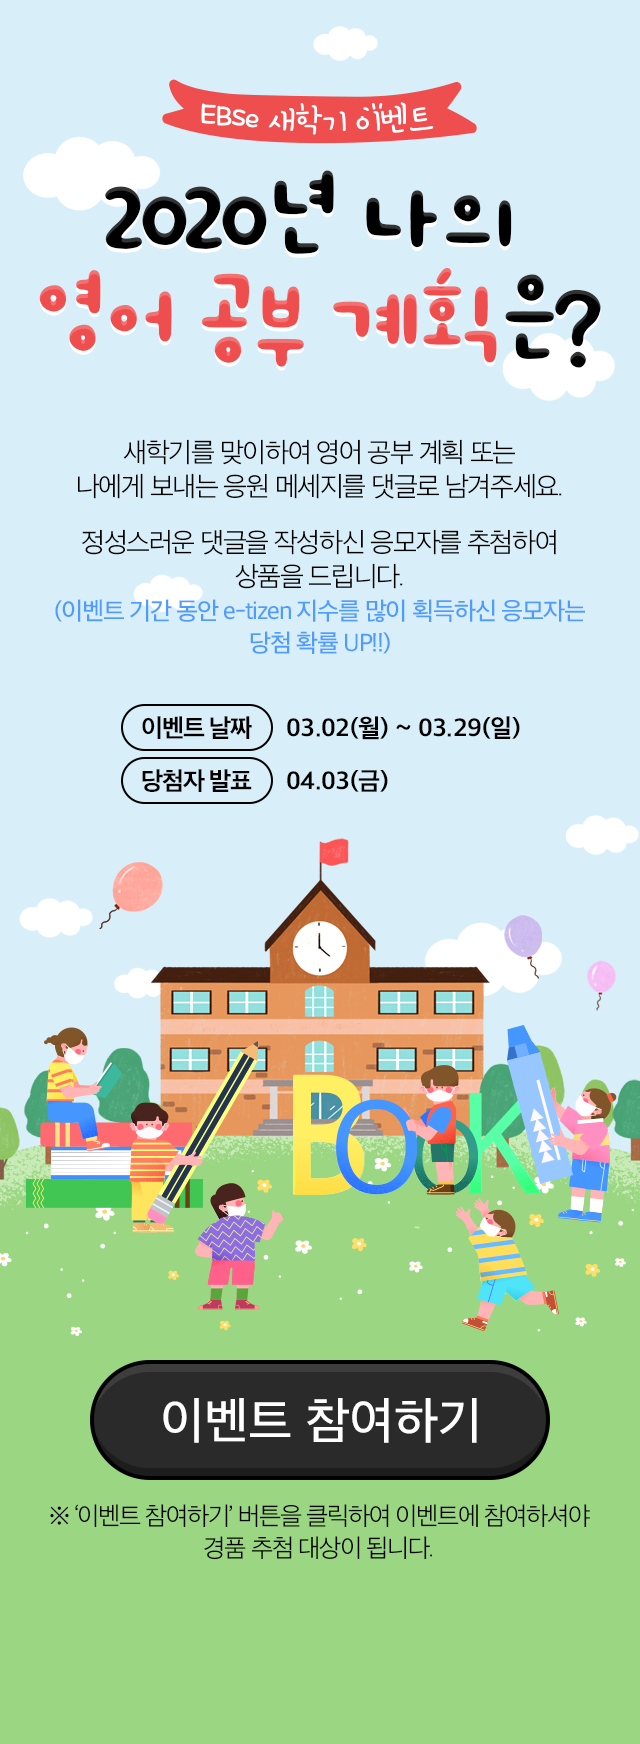 EBSe 새학기 이벤트
2020년 나의
영어 공부 계획은?
새학기를 맞이하여 영어 공부 계획 또는
나에게 보내는 응원 메세지를 댓글로 남겨주세요.
정성스러운 댓글을 작성하신 응모자를 추첨하여
상품을 드립니다.
(이벤트 기간 동안 e-tizen 지수를 많이 획득하신 응모자는
당첨 확률 UP!!)
이벤트 날짜 03.02(월) ~ 03.29(일)
당첨자 발표 04.03(금)
BOOK
이벤트 참여하기
※ ‘이벤트 참여하기’ 버튼을 클릭하여 이벤트에 참여하셔야
경품 추첨 대상이 됩니다.